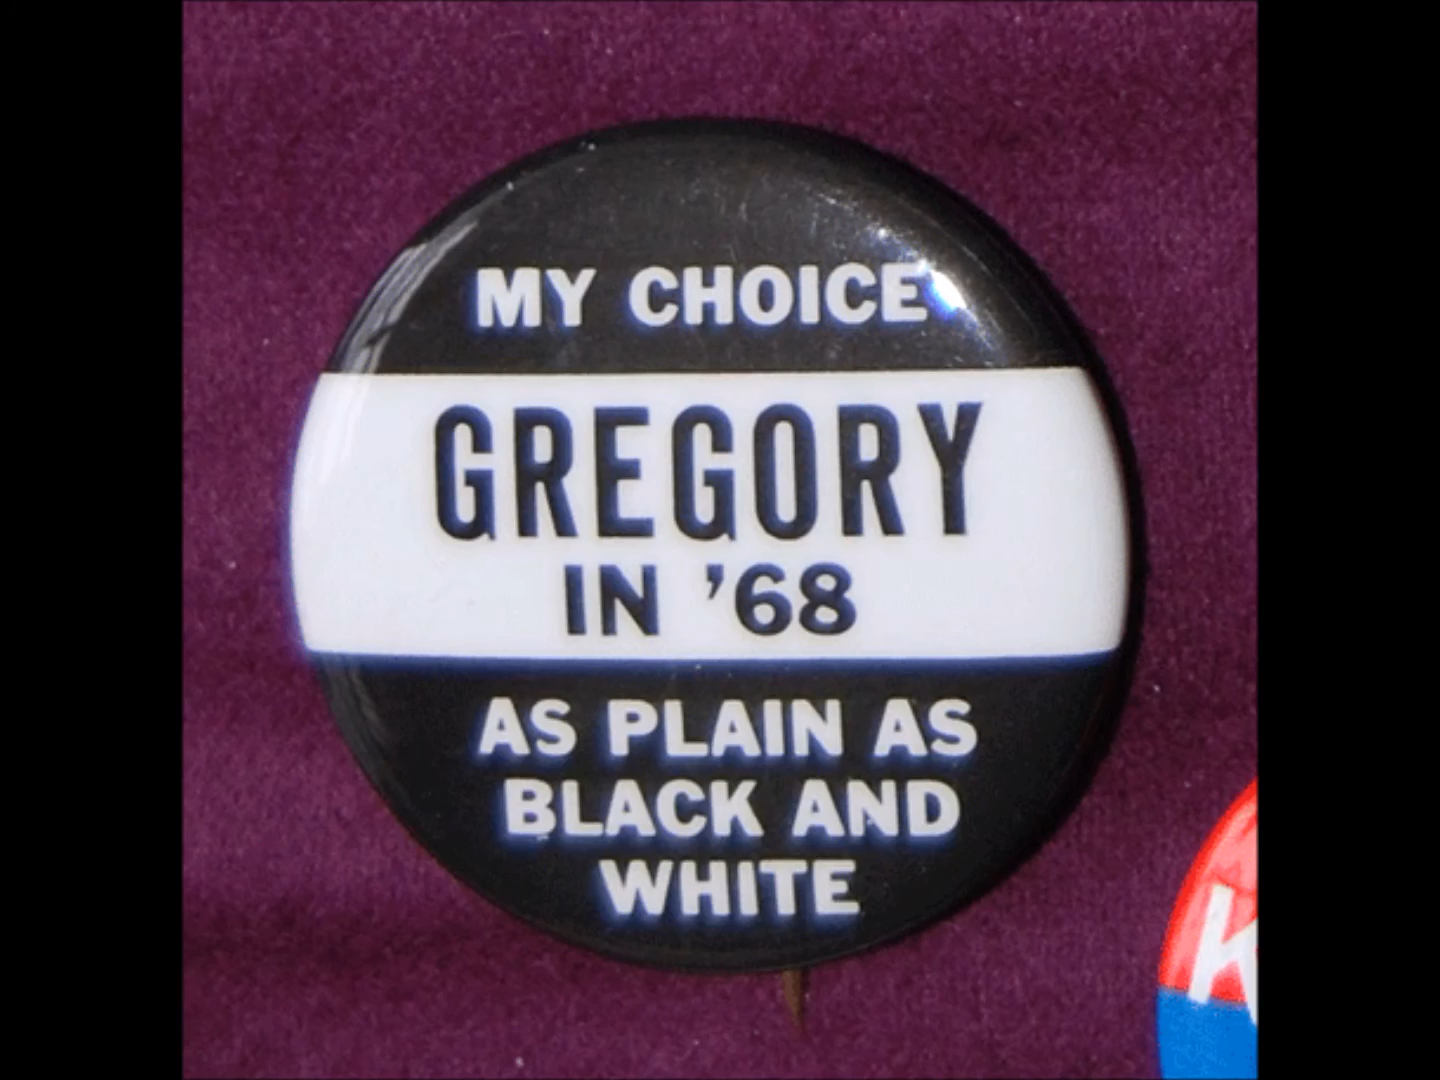 MY CHOICE
GREGORY
IN '68
AS PLAIN AS
BLACK AND
WHITE
K